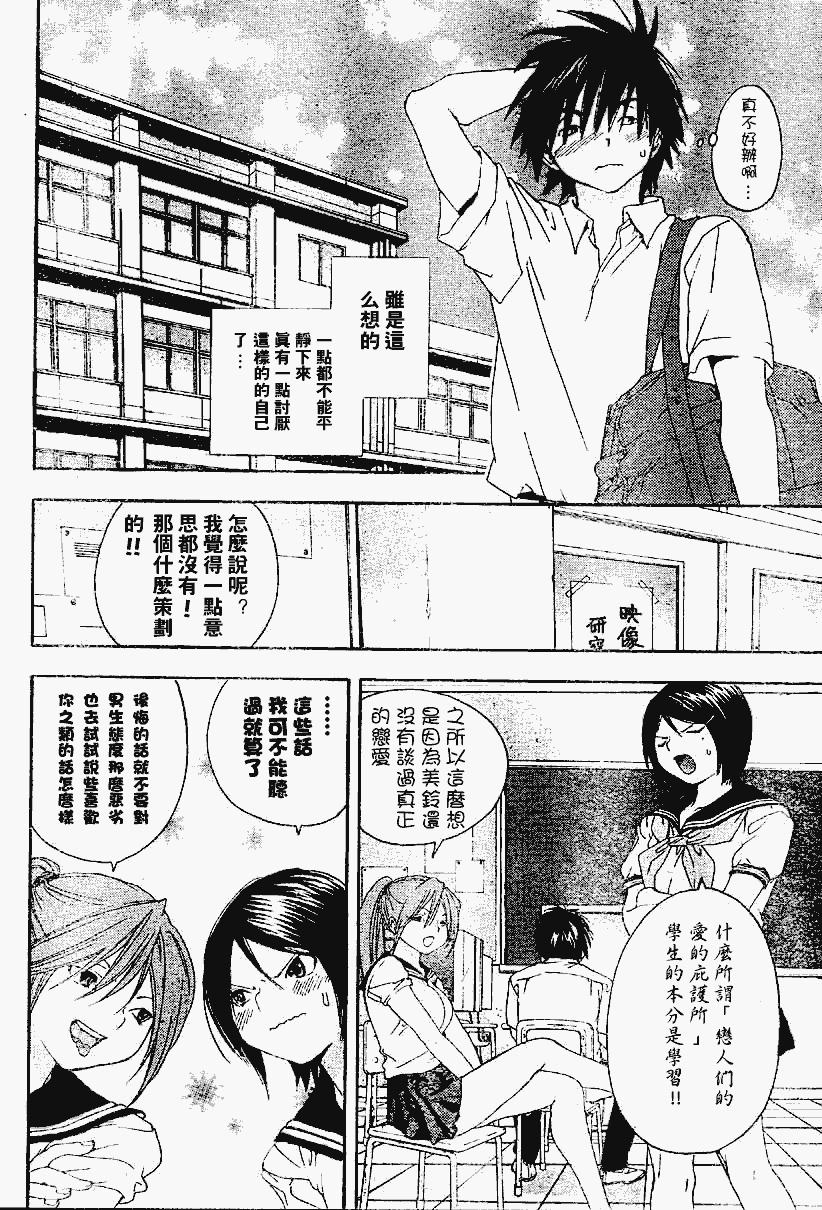 真不好辦啊…
雖是這
么想的
一點都不能平
靜下來
真有一點討厭
這樣的的自己
了…
映像
研究
怎麼說呢？
我覺得一點意
思都沒有！
那個什麼策劃
的!!
什麼所謂「戀人們的
愛的庇護所」
學生的本分是學習!!
之所以這麼想
是因為美鈴還
沒有談過真正
的戀愛
……
這些話
我可不能聽
過就算了
後悔的話就不要對
男生態度那麼惡劣
也去試試說些喜歡
你之類的話怎麼樣